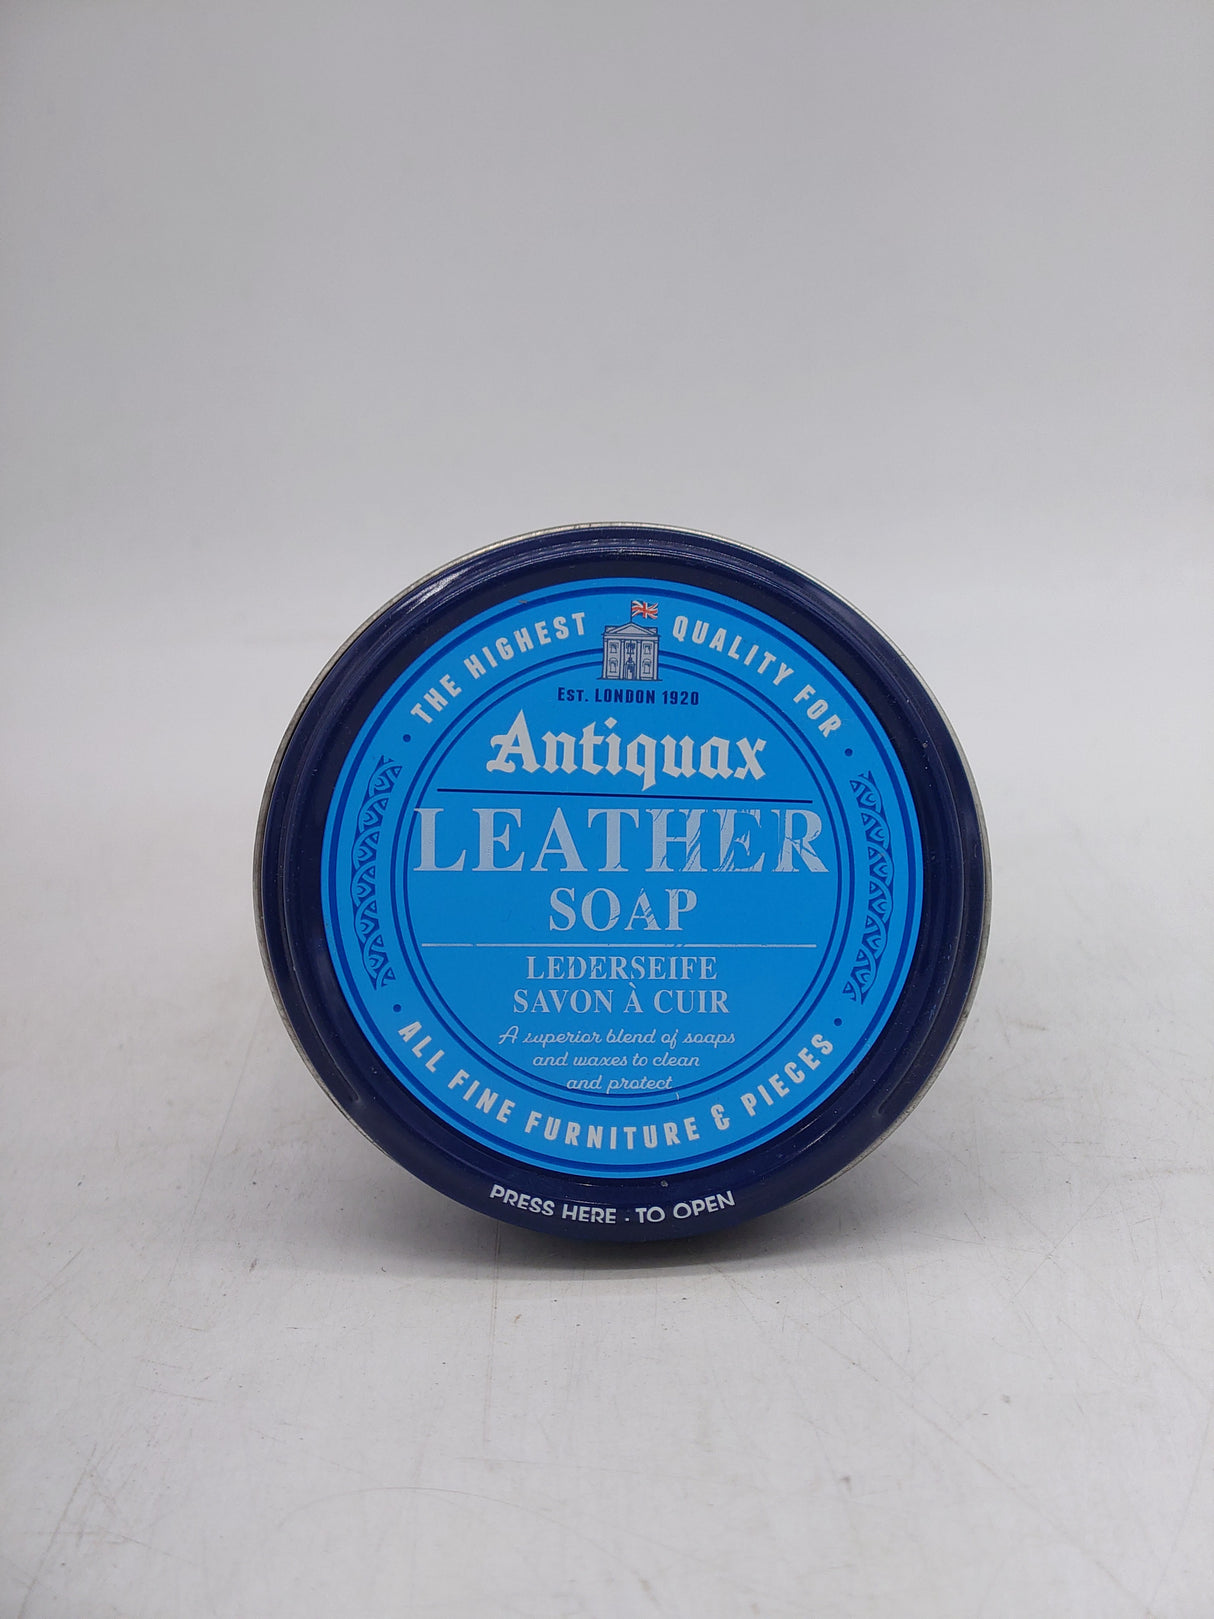 THE HIGHEST QUALITY FOR
Est. LONDON 1920
Antiquax
LEATHER
SOAP
LEDERSEIFE
SAVON À CUIR
A superior blend of soaps
and waxes to clean
and protect
ALL FINE FURNITURE & PIECES
PRESS HERE · TO OPEN